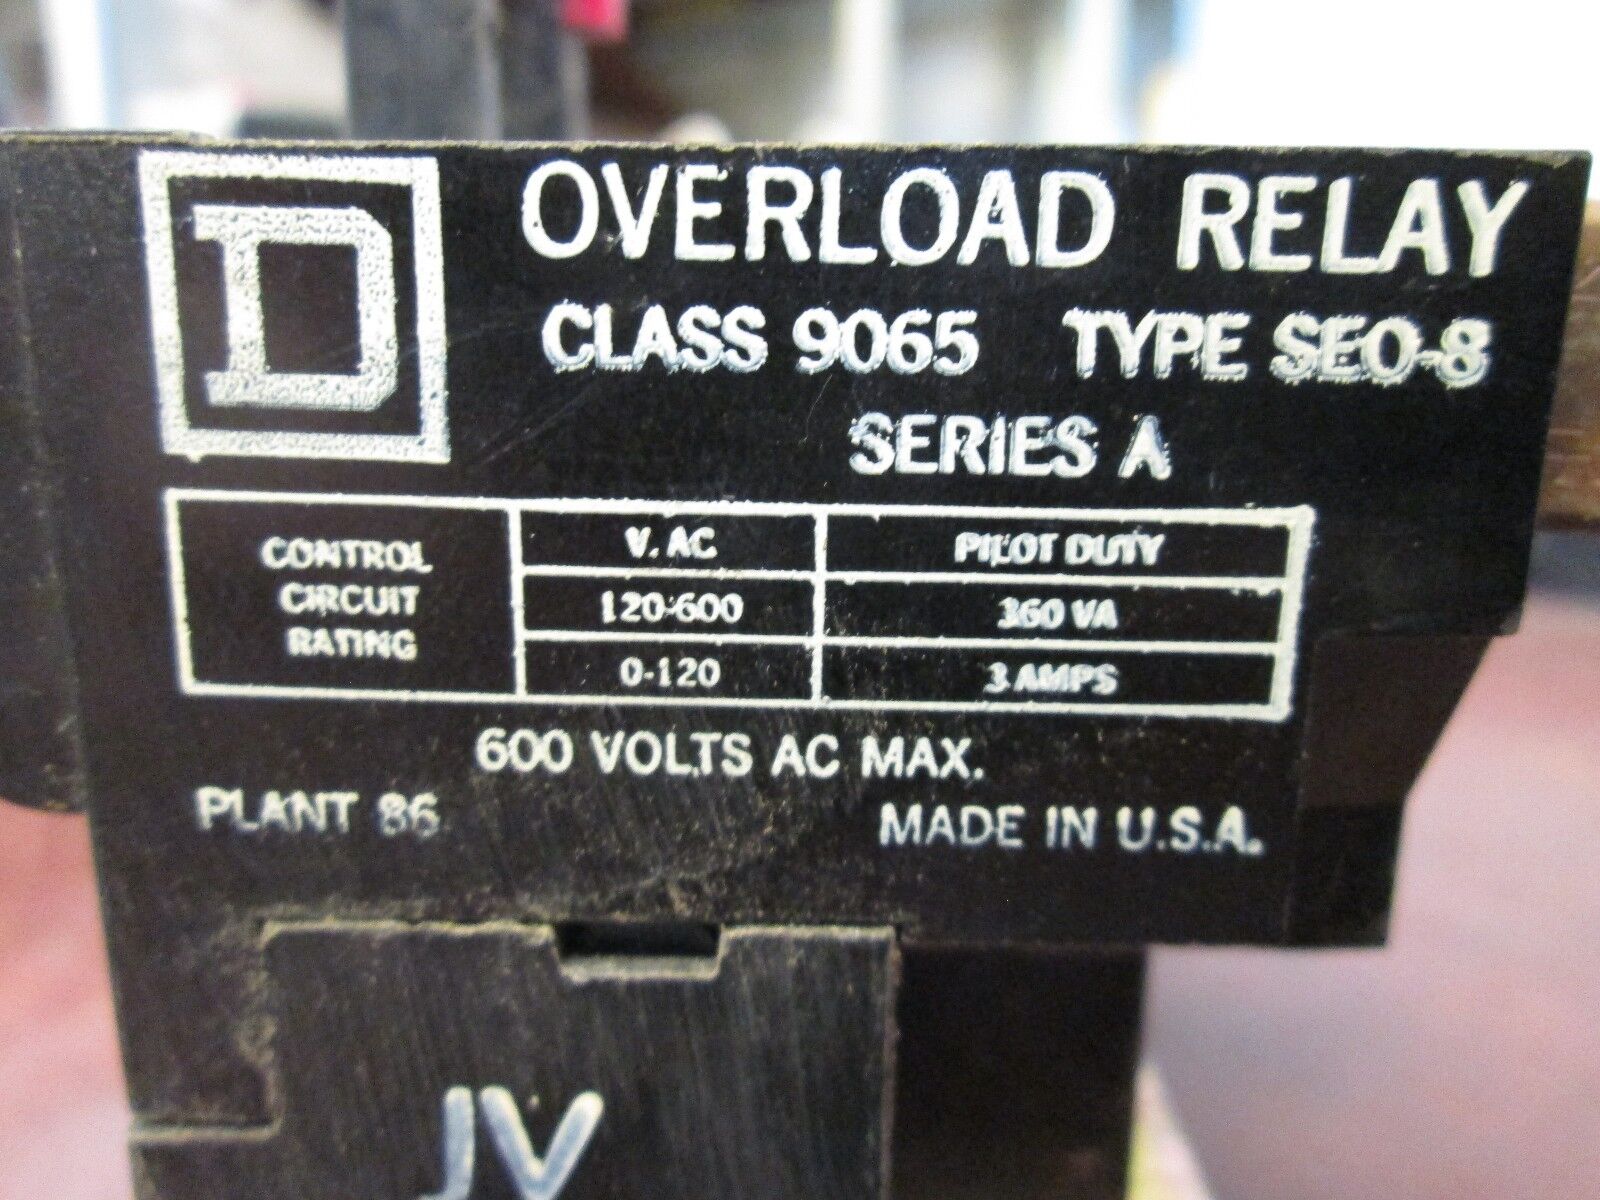 D
OVERLOAD RELAY
CLASS 9065 TYPE SEO-8
SERIES A
CONTROL
CIRCUIT
RATING
V. AC
PILOT DUTY
120-600
360 VA
0-120
3 AMPS
600 VOLTS AC MAX.
PLANT 86
MADE IN U.S.A.
JV